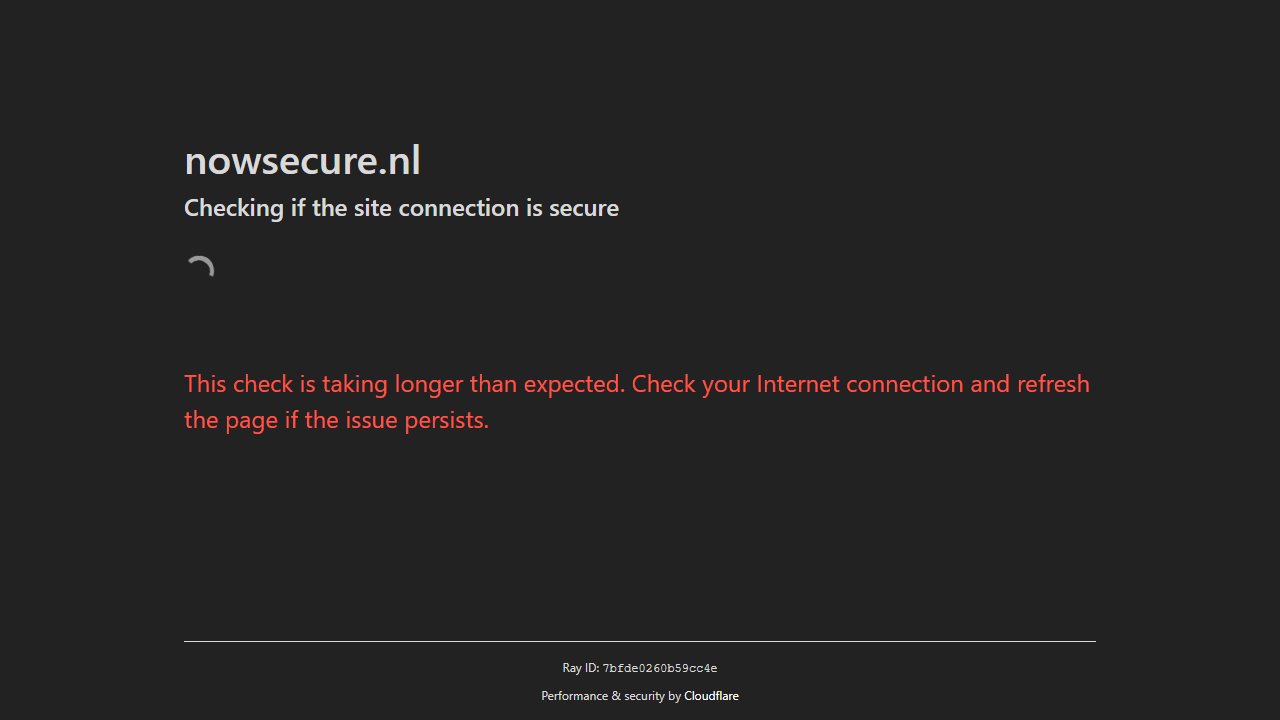 nowsecure.nl
Checking if the site connection is secure
This check is taking longer than expected. Check your Internet connection and refresh
the page if the issue persists.
Ray ID: 7bfde0260b59cc4e
Performance & security by Cloudflare